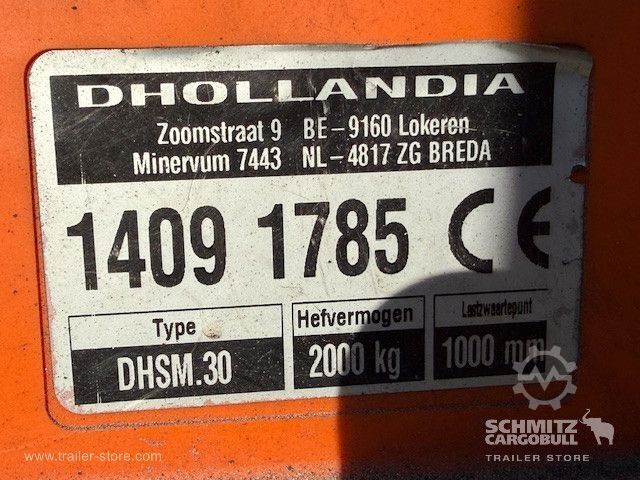 DHOLLANDIA
Zoomstraat 9 BE-9160 Lokeren
Minervum 7443 NL-4817 ZG BREDA
1409 1785 CE
Type Hefvermogen Lastzwaartepunt
DHSM.30 2000 kg 1000 mm
SCHMITZ
CARGOBULL
TRAILER STORE
www.trailer-store.com